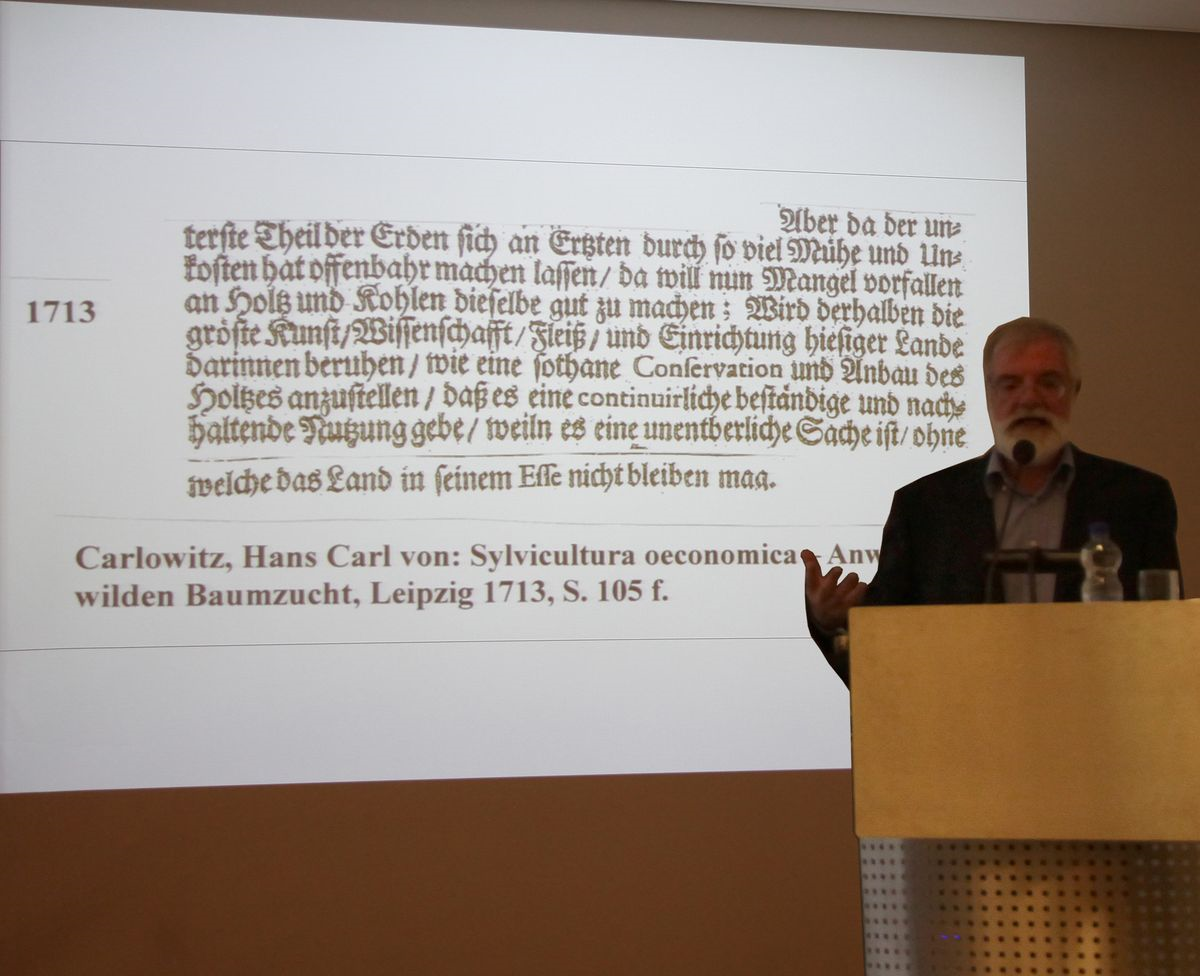 Aber da der un⸗
terste Theil der Erden sich an Ertzten durch so viel Mühe und Un⸗
kosten hat offenbahr machen lassen/ da will nun Mangel vorfallen
an Holtz und Kohlen dieselbe gut zu machen; Wird derhalben die
gröste Kunst/Wissenschafft/Fleiß/ und Einrichtung hiesiger Lande
darinnen beruhen/ wie eine sothane Conservation und Anbau des
Holtzes anzustellen / daß es eine continuirliche beständige und nach⸗
haltende Nutzung gebe/ weiln es eine unentberliche Sache ist/ ohne
welche das Land in seinem Esse nicht bleiben mag.
1713
Carlowitz, Hans Carl von: Sylvicultura oeconomica – Anw
wilden Baumzucht, Leipzig 1713, S. 105 f.